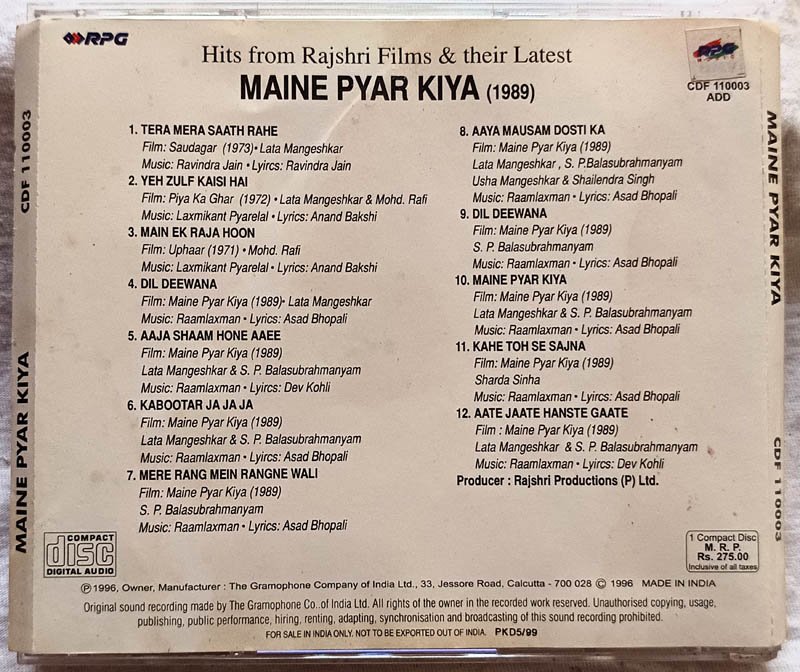 RPG
Hits from Rajshri Films & their Latest
MAINE PYAR KIYA (1989)
RPG
MUSIC
CDF 110003
ADD
CDF 110003
MAINE PYAR KIYA
1. TERA MERA SAATH RAHE
Film: Saudagar (1973)• Lata Mangeshkar
Music: Ravindra Jain • Lyircs: Ravindra Jain
2. YEH ZULF KAISI HAI
Film: Piya Ka Ghar (1972) • Lata Mangeshkar & Mohd. Rafi
Music: Laxmikant Pyarelal • Lyrics: Anand Bakshi
3. MAIN EK RAJA HOON
Film: Uphaar (1971) • Mohd. Rafi
Music: Laxmikant Pyarelal • Lyrics: Anand Bakshi
4. DIL DEEWANA
Film: Maine Pyar Kiya (1989)• Lata Mangeshkar
Music: Raamlaxman • Lyrics: Asad Bhopali
5. AAJA SHAAM HONE AAEE
Film: Maine Pyar Kiya (1989)
Lata Mangeshkar & S. P. Balasubrahmanyam
Music: Raamlaxman • Lyircs: Dev Kohli
6. KABOOTAR JA JA JA
Film: Maine Pyar Kiya (1989)
Lata Mangeshkar & S. P. Balasubrahmanyam
Music: Raamlaxman • Lyrics: Asad Bhopali
7. MERE RANG MEIN RANGNE WALI
Film: Maine Pyar Kiya (1989)
S. P. Balasubramanyam
Music: Raamlaxman • Lyrics: Asad Bhopali
8. AAYA MAUSAM DOSTI KA
Film: Maine Pyar Kiya (1989)
Lata Mangeshkar , S. P.Balasubrahmanyam
Usha Mangeshkar & Shailendra Singh
Music: Raamlaxman • Lyrics: Asad Bhopali
9. DIL DEEWANA
Film: Maine Pyar Kiya (1989)
S. P. Balasubrahmanyam
Music: Raamlaxman • Lyrics: Asad Bhopali
10. MAINE PYAR KIYA
Film: Maine Pyar Kiya (1989)
Lata Mangeshkar & S. P. Balasubrahmanyam
Music: Raamlaxman • Lyrics: Asad Bhopali
11. KAHE TOH SE SAJNA
Film: Maine Pyar Kiya (1989)
Sharda Sinha
Music: Raamlaxman • Lyrics: Asad Bhopali
12. AATE JAATE HANSTE GAATE
Film : Maine Pyar Kiya (1989)
Lata Mangeshkar & S. P. Balasubrahmanyam
Music: Raamlaxman • Lyrics: Dev Kohli
Producer : Rajshri Productions (P) Ltd.
MAINE PYAR KIYA
CDF 110003
COMPACT
disc
DIGITAL AUDIO
1 Compact Disc
M. R. P.
Rs. 275.00
Inclusive of all taxes
Ⓟ1996, Owner, Manufacturer : The Gramophone Company of India Ltd., 33, Jessore Road, Calcutta - 700 028 © 1996 MADE IN INDIA
Original sound recording made by The Gramophone Co..of India Ltd. All rights of the owner in the recorded work reserved. Unauthorised copying, usage,
publishing, public performance, hiring, renting, adapting, synchronisation and broadcasting of this sound recording prohibited.
FOR SALE IN INDIA ONLY. NOT TO BE EXPORTED OUT OF INDIA. PKD5/99